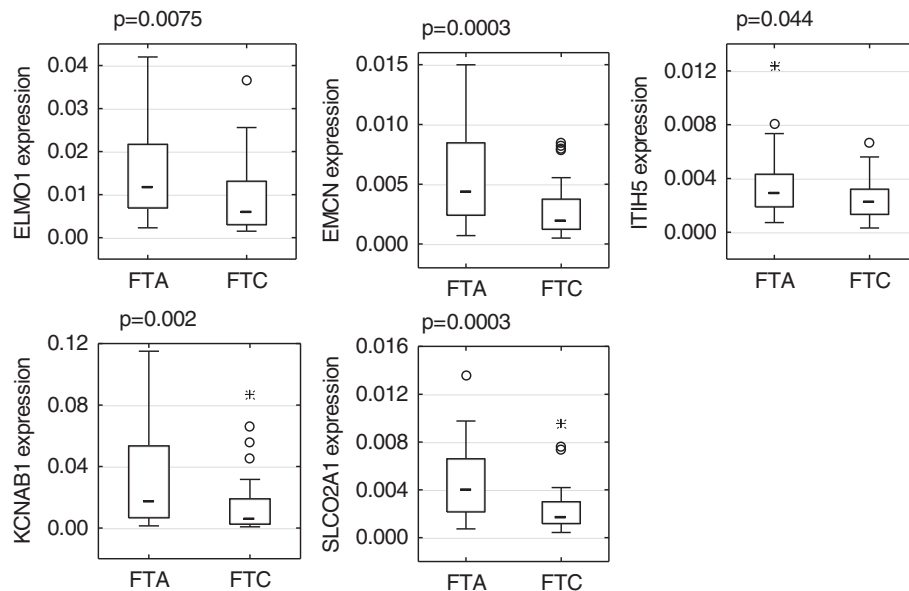 p=0.0075
ELMO1 expression
0.04
0.03
0.02
0.01
0.00
FTA FTC
p=0.0003
EMCN expression
0.015
0.010
0.005
0.000
FTA FTC
p=0.044
ITIH5 expression
0.012
0.008
0.004
0.000
FTA FTC
p=0.002
KCNAB1 expression
0.12
0.08
0.04
0.00
FTA FTC
p=0.0003
SLCO2A1 expression
0.016
0.012
0.008
0.004
0.000
FTA FTC